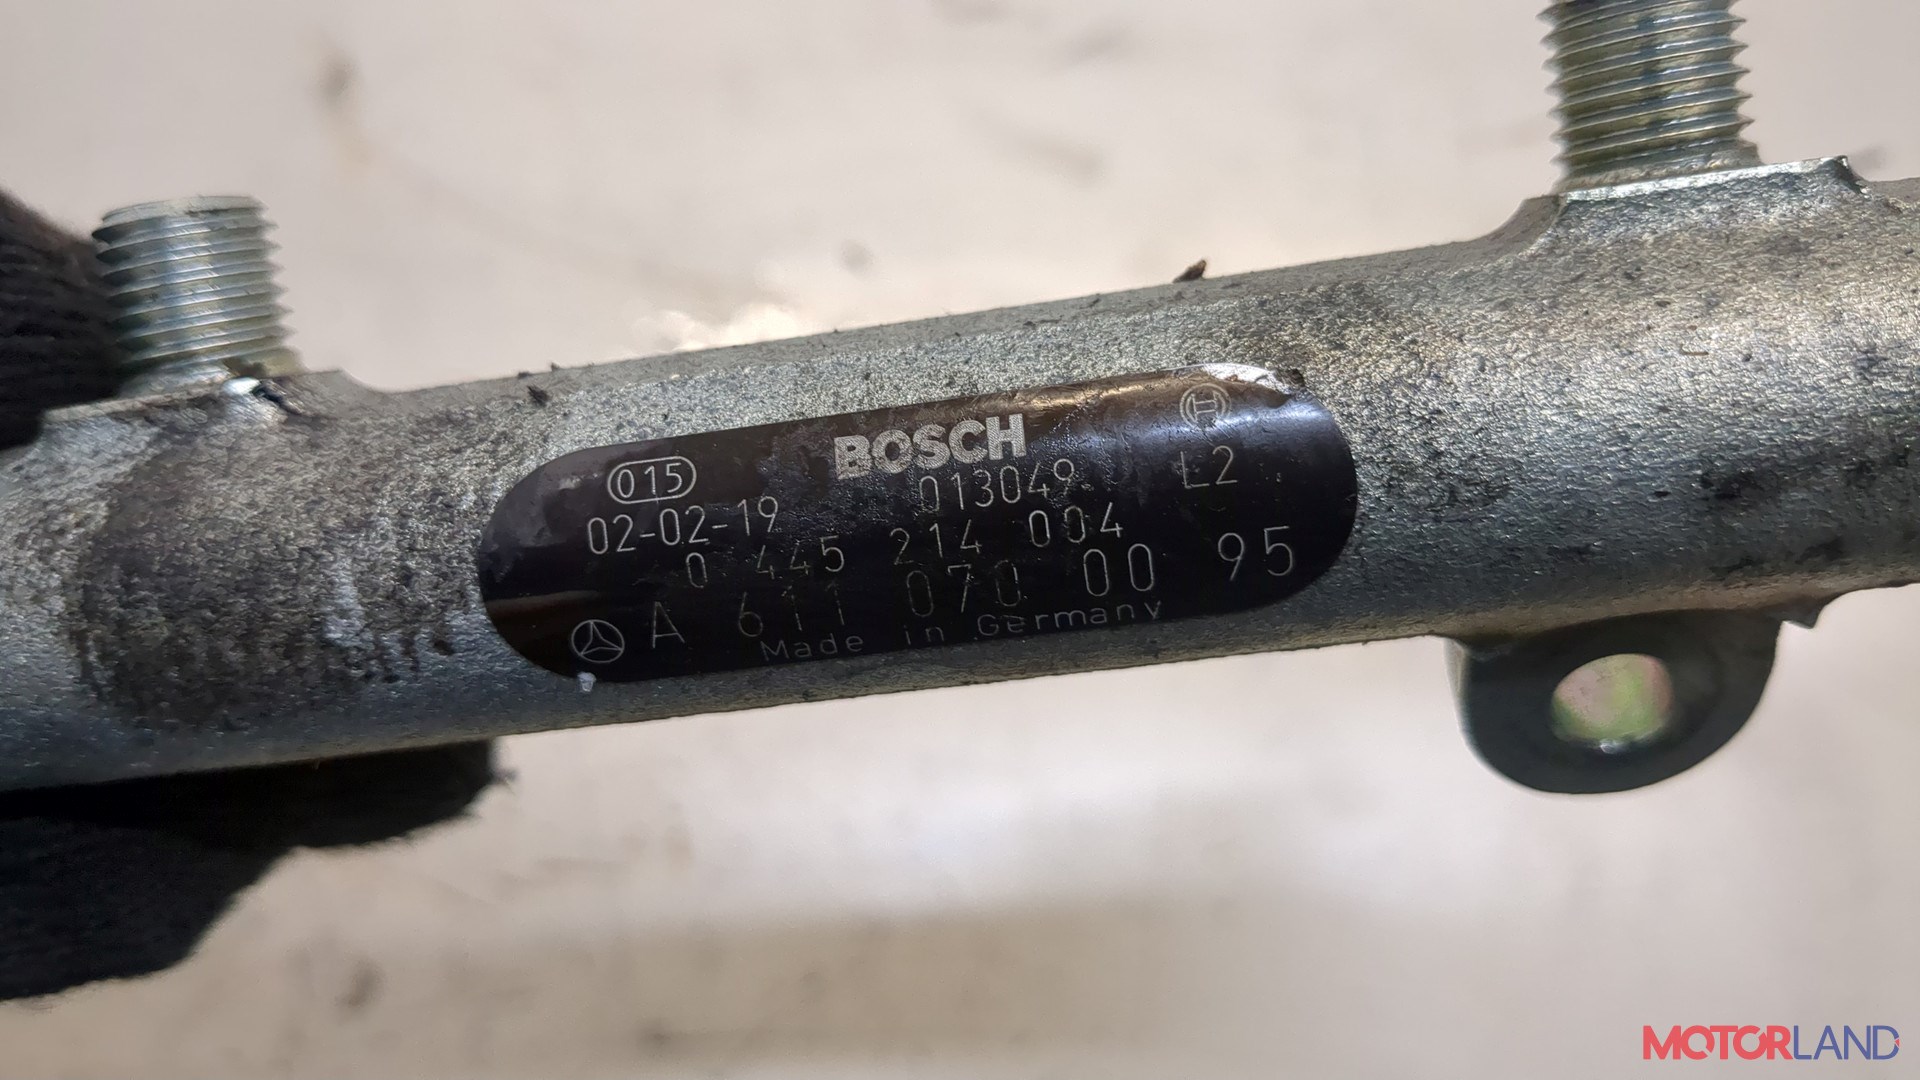 BOSCH
015 013049 L2
02-02-19
0 445 214 004
A 611 070 00 95
Made in Germany
MOTORLAND